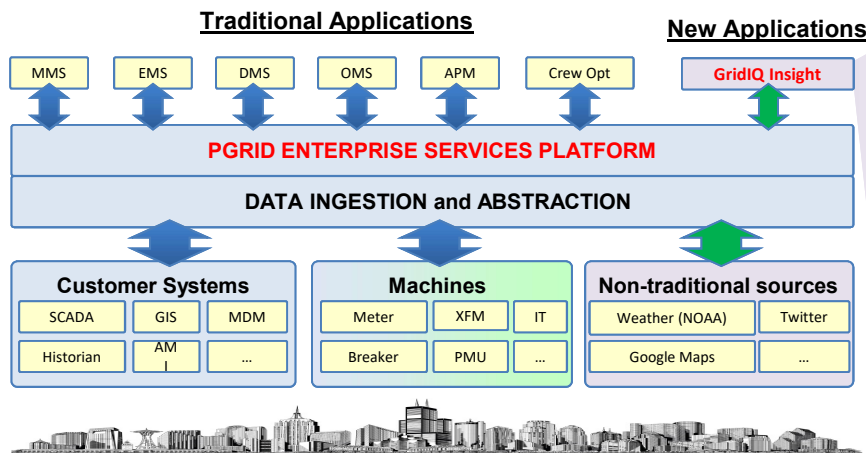 Traditional Applications
New Applications
MMS
EMS
DMS
OMS
APM
Crew Opt
GridIQ Insight
PGRID ENTERPRISE SERVICES PLATFORM
DATA INGESTION and ABSTRACTION
Customer Systems
SCADA
GIS
MDM
Historian
AM
I
...
Machines
Meter
XFM
IT
Breaker
PMU
...
Non-traditional sources
Weather (NOAA)
Twitter
Google Maps
...